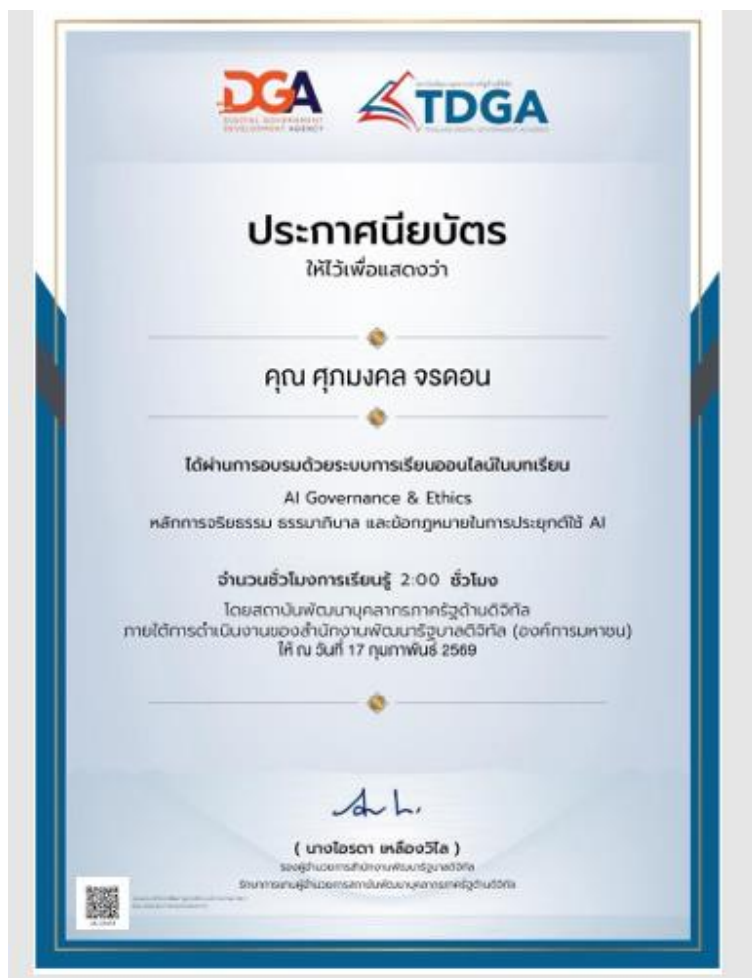 DGA
DIGITAL GOVERNMENT
DEVELOPMENT AGENCY
TDGA
ประกาศนียบัตร
ให้ไว้เพื่อแสดงว่า
คุณ ศุภมงคล จรดอน
ได้ผ่านการอบรมด้วยระบบการเรียนออนไลน์ในบทเรียน
AI Governance & Ethics
หลักการจริยธรรม ธรรมาภิบาล และข้อกฎหมายในการประยุกต์ใช้ AI
จำนวนชั่วโมงการเรียนรู้ 2:00 ชั่วโมง
โดยสถาบันพัฒนาบุคลากรภาครัฐด้านดิจิทัล
ภายใต้การดำเนินงานของสำนักงานพัฒนารัฐบาลดิจิทัล (องค์การมหาชน)
ให้ ณ วันที่ 17 กุมภาพันธ์ 2569
( นางไอรดา เหลืองวิไล )
รองผู้อำนวยการสำนักงานพัฒนารัฐบาลดิจิทัล
รักษาการแทนผู้อำนวยการสถาบันพัฒนาบุคลากรภาครัฐด้านดิจิทัล